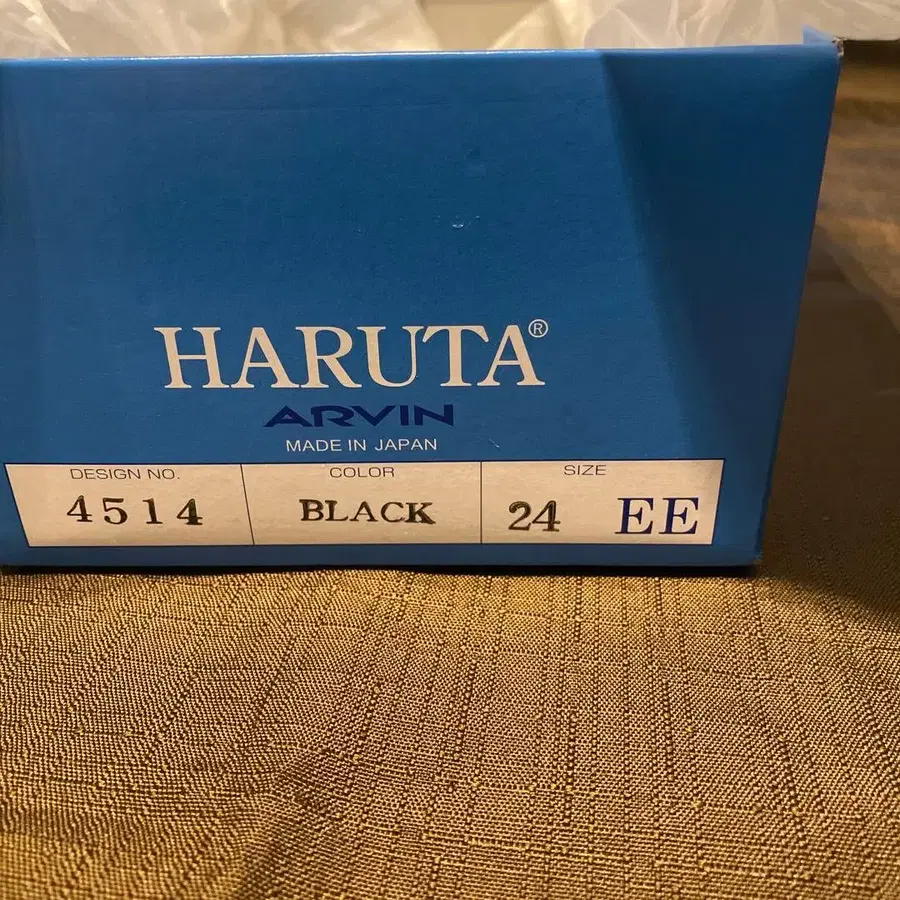 HARUTA®
ARVIN
MADE IN JAPAN
DESIGN NO. COLOR SIZE
4514 BLACK 24 EE